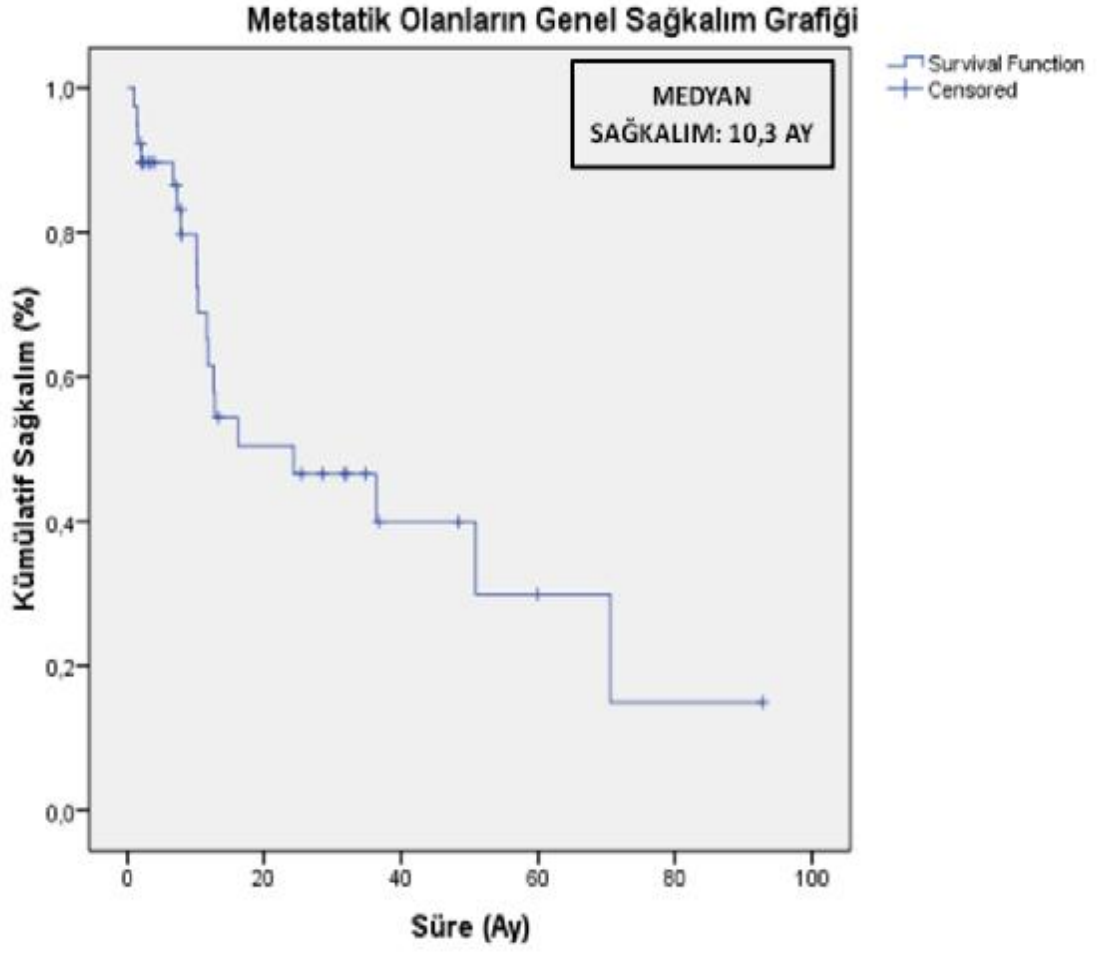 Metastatik Olanların Genel Sağkalım Grafiği
Survival Function
Censored
MEDYAN
SAĞKALIM: 10,3 AY
Kümülatif Sağkalım (%)
1,0
0,8
0,6
0,4
0,2
0,0
0 20 40 60 80 100
Süre (Ay)